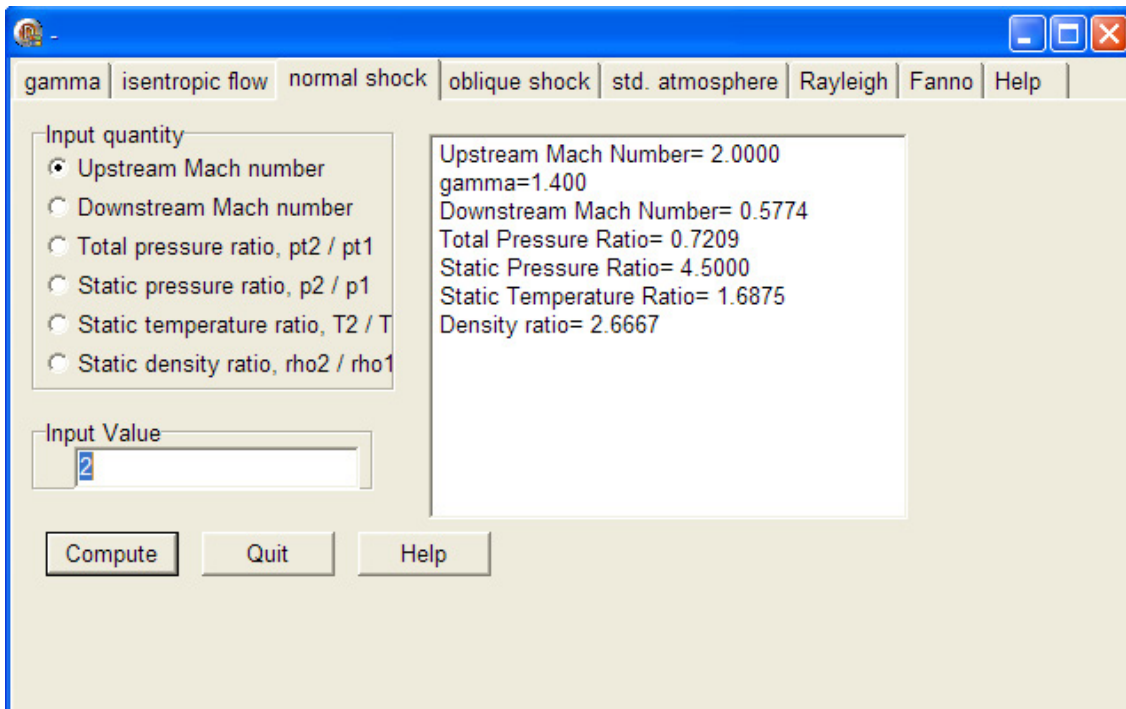 -
gamma isentropic flow normal shock oblique shock std. atmosphere Rayleigh Fanno Help
Input quantity
Upstream Mach number
Downstream Mach number
Total pressure ratio, pt2 / pt1
Static pressure ratio, p2 / p1
Static temperature ratio, T2 / T
Static density ratio, rho2 / rho1
Input Value
2
Upstream Mach Number= 2.0000
gamma=1.400
Downstream Mach Number= 0.5774
Total Pressure Ratio= 0.7209
Static Pressure Ratio= 4.5000
Static Temperature Ratio= 1.6875
Density ratio= 2.6667
Compute Quit Help